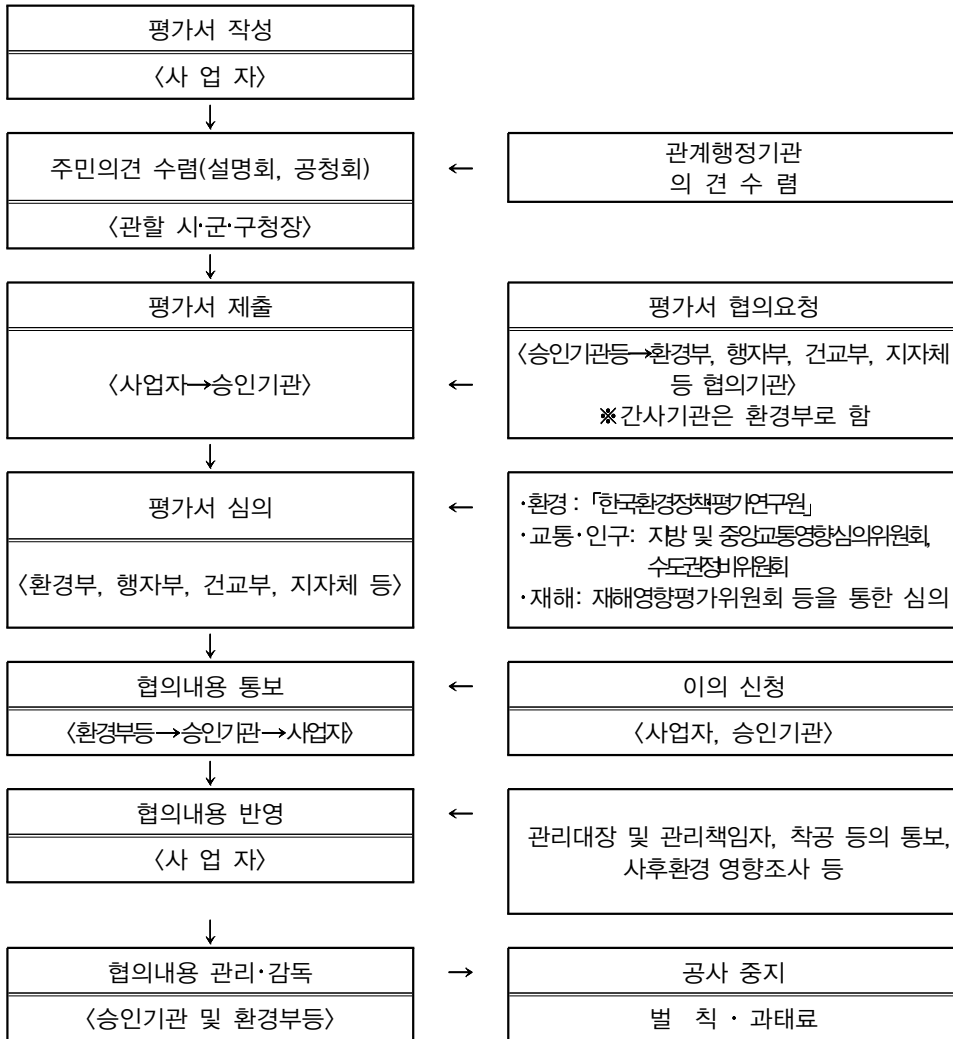 평가서 작성
〈사 업 자〉
↓
주민의견 수렴(설명회, 공청회)
〈관할 시·군·구청장〉
←
관계행정기관
의 견 수 렴
↓
평가서 제출
〈사업자→승인기관〉
←
평가서 협의요청
〈승인기관등→환경부, 행자부, 건교부, 지자체
등 협의기관〉
※간사기관은 환경부로 함
↓
평가서 심의
〈환경부, 행자부, 건교부, 지자체 등〉
←
·환경 : 「한국환경정책평가연구원」
·교통·인구: 지방 및 중앙교통영향심의위원회,
수도권정비위원회
·재해: 재해영향평가위원회 등을 통한 심의
↓
협의내용 통보
〈환경부등→승인기관→사업자〉
←
이의 신청
〈사업자, 승인기관〉
↓
협의내용 반영
〈사 업 자〉
←
관리대장 및 관리책임자, 착공 등의 통보,
사후환경 영향조사 등
↓
협의내용 관리·감독
〈승인기관 및 환경부등〉
→
공사 중지
벌 칙 · 과태료